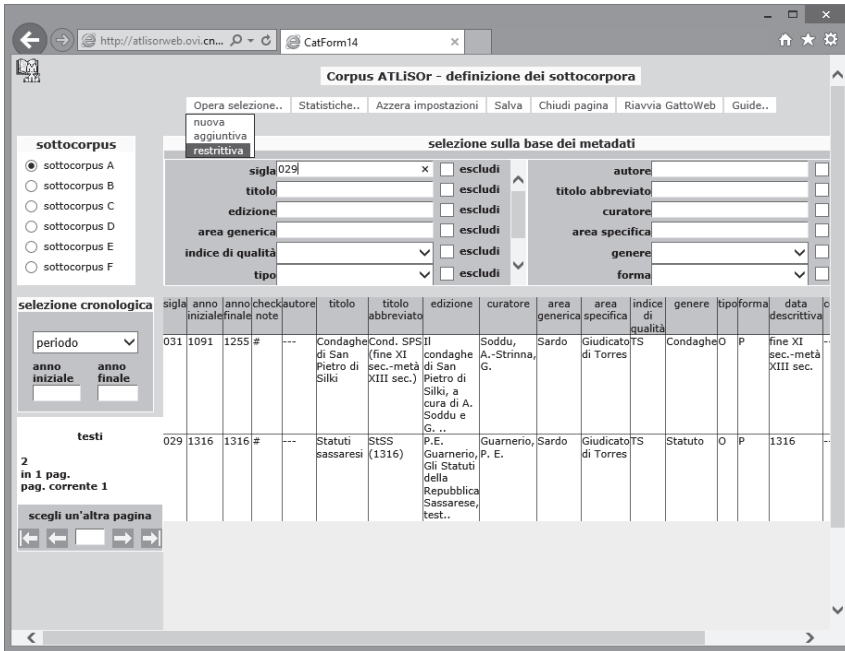 http://atlisorweb.ovi.cn...
CatForm14
Corpus ATLiSOr - definizione dei sottocorpora
Opera selezione.. Statistiche.. Azzera impostazioni Salva Chiudi pagina Riavvia GattoWeb Guide..
nuova
aggiuntiva
restrittiva
sottocorpus
sottocorpus A
sottocorpus B
sottocorpus C
sottocorpus D
sottocorpus E
sottocorpus F
selezione sulla base dei metadati
sigla 029 escludi autore
titolo escludi titolo abbreviato
edizione escludi curatore
area generica escludi area specifica
indice di qualità escludi genere
tipo escludi forma
selezione cronologica
periodo
anno iniziale
anno finale
testi
2
in 1 pag.
pag. corrente 1
scegli un'altra pagina
sigla anno iniziale anno finale check note autore titolo titolo abbreviato edizione curatore area generica area specifica indice di qualità genere tipo forma data descrittiva
031 1091 1255 # --- Condaghe di San Pietro di Silki Cond. SPS (fine XI sec.-metà XIII sec.) Il condaghe di San Pietro di Silki, a cura di A. Soddu e G. .. Soddu, A.-Strinna, G. Sardo Giudicato di Torres TS Condaghe O P fine XI sec.-metà XIII sec.
029 1316 1316 # --- Statuti sassaresi StSS (1316) P.E. Guarnerio, Gli Statuti della Repubblica Sassarese, test.. Guarnerio, P. E. Sardo Giudicato di Torres TS Statuto O P 1316